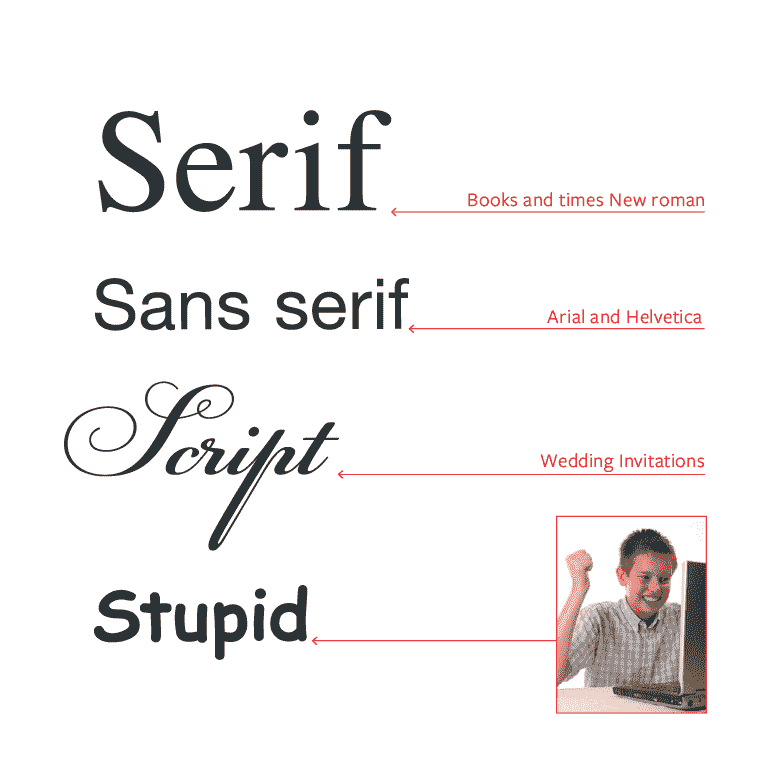 Serif
Books and times New roman
Sans serif
Arial and Helvetica
Script
Wedding Invitations
Stupid